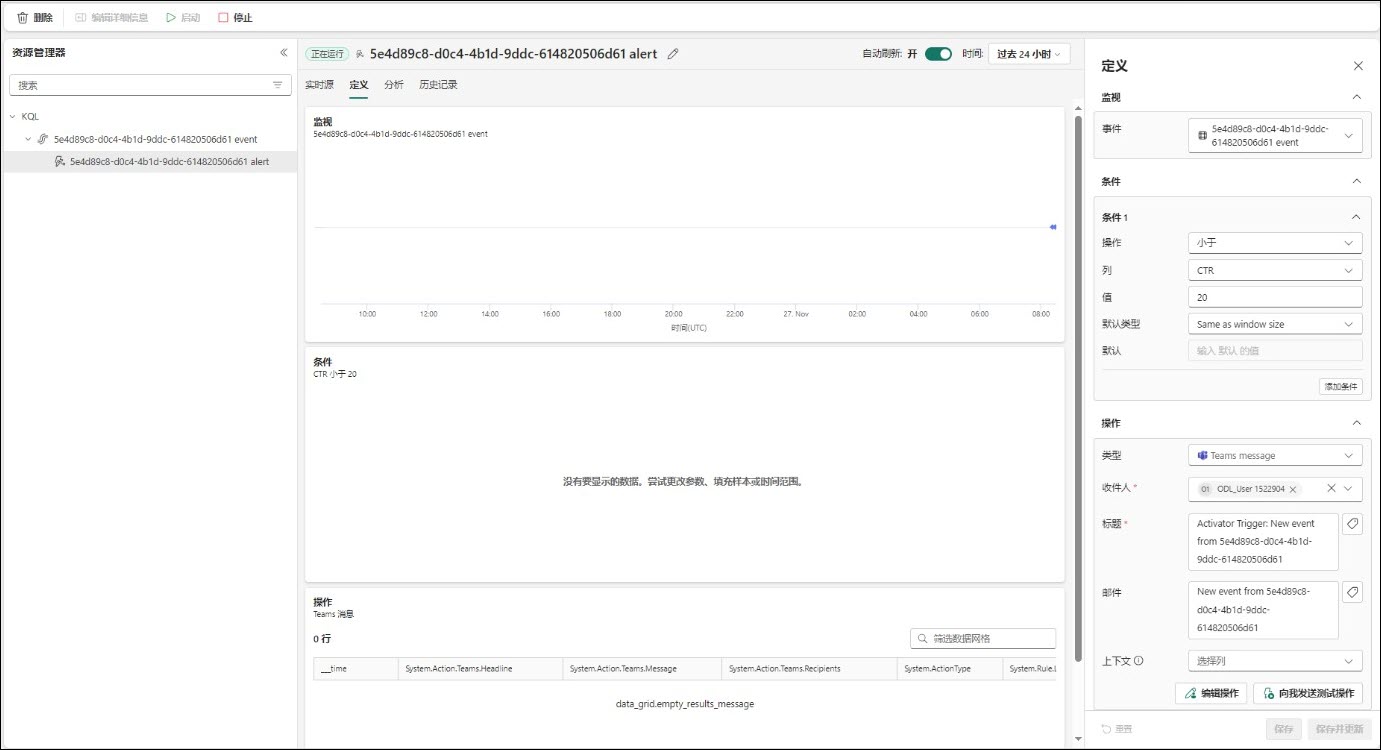 删除
编辑详细信息
启动
停止
资源管理器
搜索
KQL
5e4d89c8-d0c4-4b1d-9ddc-614820506d61 event
5e4d89c8-d0c4-4b1d-9ddc-614820506d61 alert
正在运行 5e4d89c8-d0c4-4b1d-9ddc-614820506d61 alert
自动刷新: 开
时间: 过去 24 小时
实时源 定义 分析 历史记录
监视
5e4d89c8-d0c4-4b1d-9ddc-614820506d61 event
10:00 12:00 14:00 16:00 18:00 20:00 22:00 27. Nov 02:00 04:00 06:00 08:00
时间(UTC)
条件
CTR 小于 20
没有要显示的数据。尝试更改参数、填充样本或时间范围。
操作
Teams 消息
0 行
筛选数据网格
___time System.Action.Teams.Headline System.Action.Teams.Message System.Action.Teams.Recipients System.ActionType System.Rule.L
data_grid.empty_results_message
定义
监视
事件
5e4d89c8-d0c4-4b1d-9ddc-
614820506d61 event
条件
条件 1
操作 小于
列 CTR
值 20
默认类型 Same as window size
默认 输入 默认 的值
添加条件
操作
类型 Teams message
收件人 * O1 ODL_User 1522904
标题 *
Activator Trigger: New event
from 5e4d89c8-d0c4-4b1d-
9ddc-614820506d61
邮件
New event from 5e4d89c8-
d0c4-4b1d-9ddc-
614820506d61
上下文 选择列
编辑操作 向我发送测试操作
重置 保存 保存并更新